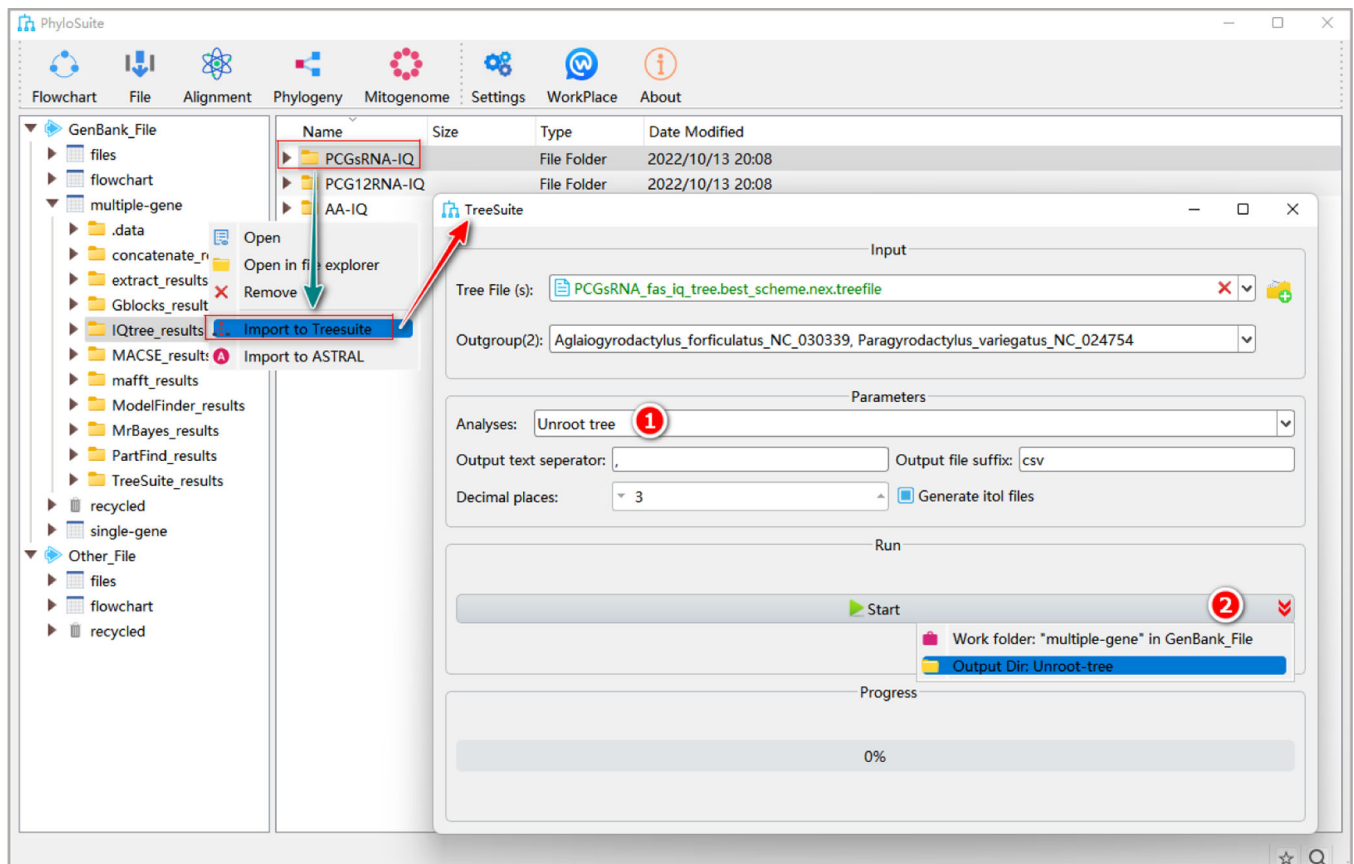 PhyloSuite
Flowchart File Alignment Phylogeny Mitogenome Settings WorkPlace About
GenBank_File
files
flowchart
multiple-gene
.data
concatenate_r
extract_results
Gblocks_result
IQtree_results
MACSE_results
mafft_results
ModelFinder_results
MrBayes_results
PartFind_results
TreeSuite_results
recycled
single-gene
Other_File
files
flowchart
recycled
Name Size Type Date Modified
PCGsRNA-IQ File Folder 2022/10/13 20:08
PCG12RNA-IQ File Folder 2022/10/13 20:08
AA-IQ
Open
Open in file explorer
Remove
Import to Treesuite
A Import to ASTRAL
TreeSuite
Input
Tree File (s): PCGsRNA_fas_iq_tree.best_scheme.nex.treefile
Outgroup(2): Aglaiogyrodactylus_forficulatus_NC_030339, Paragyrodactylus_variegatus_NC_024754
Parameters
Analyses: Unroot tree 1
Output text seperator: , Output file suffix: csv
Decimal places: 3 Generate itol files
Run
Start 2
Work folder: "multiple-gene" in GenBank_File
Output Dir: Unroot-tree
Progress
0%